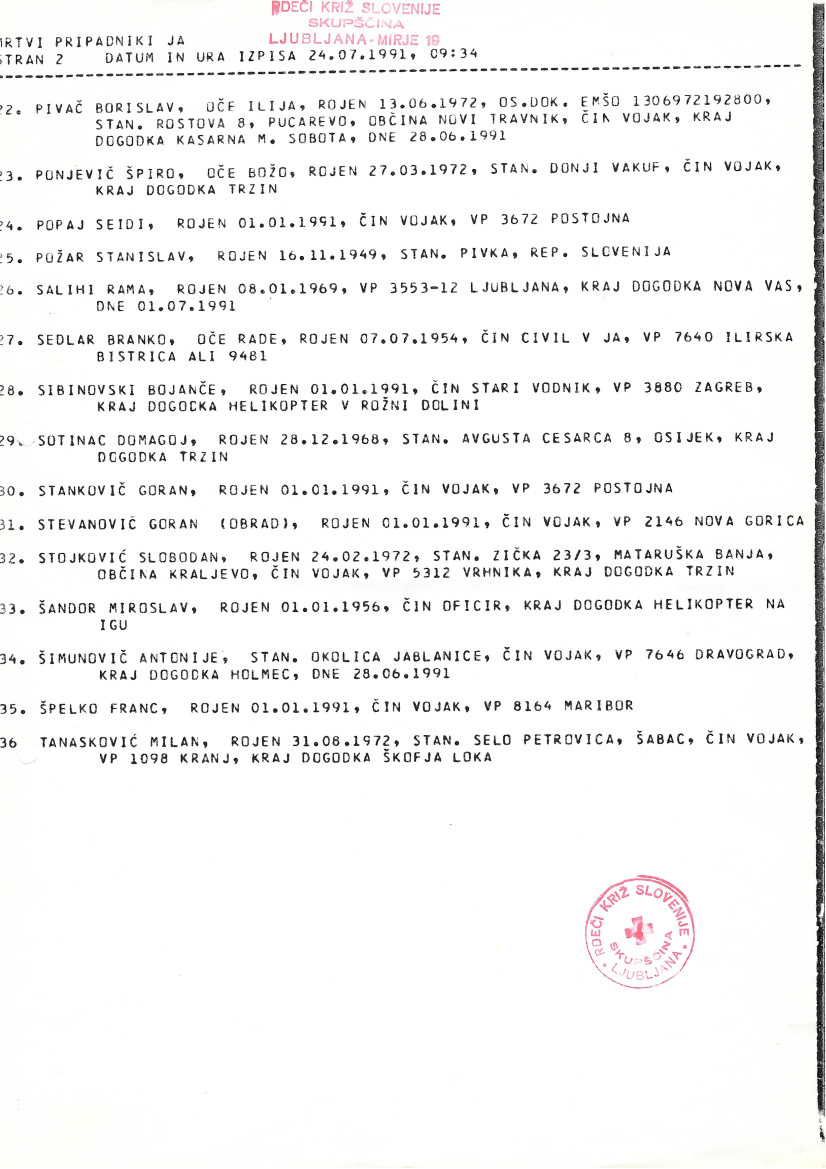 RDEČI KRIŽ SLOVENIJE
SKUPŠČINA
LJUBLJANA-MIRJE 19
MRTVI PRIPADNIKI JA
STRAN 2 DATUM IN URA IZPISA 24.07.1991, 09:34
22. PIVAČ BORISLAV, OČE ILIJA, ROJEN 13.06.1972, OS.DOK. EMŠO 1306972192800,
STAN. ROSTOVA 8, PUCAREVO, OBČINA NOVI TRAVNIK, ČIN VOJAK, KRAJ
DOGODKA KASARNA M. SOBOTA, DNE 28.06.1991
23. PONJEVIČ ŠPIRO, OČE BOŽO, ROJEN 27.03.1972, STAN. DONJI VAKUF, ČIN VOJAK,
KRAJ DOGODKA TRZIN
24. POPAJ SEIDI, ROJEN 01.01.1991, ČIN VOJAK, VP 3672 POSTOJNA
25. POŽAR STANISLAV, ROJEN 16.11.1949, STAN. PIVKA, REP. SLOVENIJA
26. SALIHI RAMA, ROJEN 08.01.1969, VP 3553-12 LJUBLJANA, KRAJ DOGODKA NOVA VAS,
DNE 01.07.1991
27. SEDLAR BRANKO, OČE RADE, ROJEN 07.07.1954, ČIN CIVIL V JA, VP 7640 ILIRSKA
BISTRICA ALI 9481
28. SIBINOVSKI BOJANČE, ROJEN 01.01.1991, ČIN STARI VODNIK, VP 3880 ZAGREB,
KRAJ DOGODKA HELIKOPTER V ROŽNI DOLINI
29. SOTINAC DOMAGOJ, ROJEN 28.12.1968, STAN. AVGUSTA CESARCA 8, OSIJEK, KRAJ
DOGODKA TRZIN
30. STANKOVIČ GORAN, ROJEN 01.01.1991, ČIN VOJAK, VP 3672 POSTOJNA
31. STEVANOVIČ GORAN (OBRAD), ROJEN 01.01.1991, ČIN VOJAK, VP 2146 NOVA GORICA
32. STOJKOVIĆ SLOBODAN, ROJEN 24.02.1972, STAN. ZIČKA 23/3, MATARUŠKA BANJA,
OBČINA KRALJEVO, ČIN VOJAK, VP 5312 VRHNIKA, KRAJ DOGODKA TRZIN
33. ŠANDOR MIROSLAV, ROJEN 01.01.1956, ČIN OFICIR, KRAJ DOGODKA HELIKOPTER NA
IGU
34. ŠIMUNOVIČ ANTONIJE, STAN. OKOLICA JABLANICE, ČIN VOJAK, VP 7646 DRAVOGRAD,
KRAJ DOGODKA HOLMEC, DNE 28.06.1991
35. ŠPELKO FRANC, ROJEN 01.01.1991, ČIN VOJAK, VP 8164 MARIBOR
36 TANASKOVIĆ MILAN, ROJEN 31.08.1972, STAN. SELO PETROVICA, ŠABAC, ČIN VOJAK,
VP 1098 KRANJ, KRAJ DOGODKA ŠKOFJA LOKA
RDEČI KRIŽ SLOVENIJE
SKUPŠČINA
LJUBLJANA